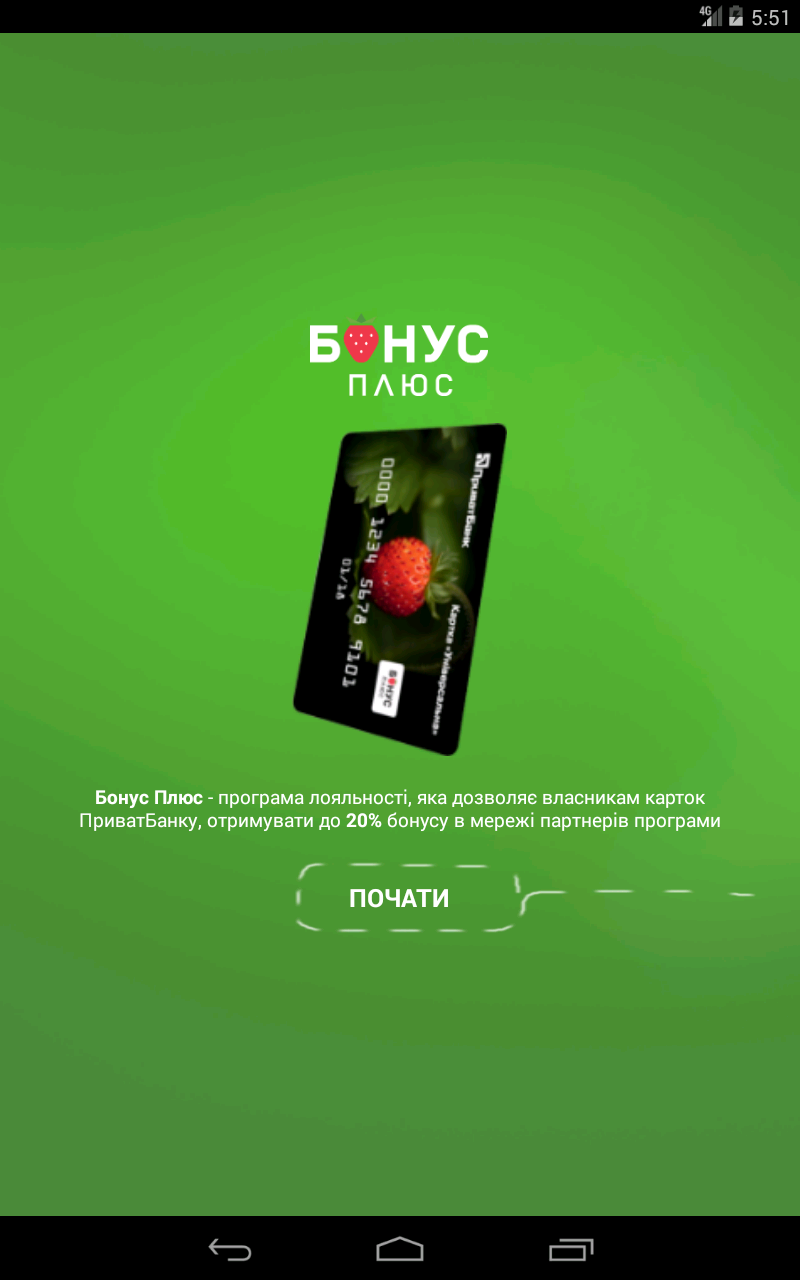 4G 5:51
БОНУС
ПЛЮС
ПриватБанк
Картка «Універсальна»
0000 1234 5678 9101
01/18
БОНУС
ПЛЮС
Бонус Плюс - програма лояльності, яка дозволяє власникам карток
ПриватБанку, отримувати до 20% бонусу в мережі партнерів програми
ПОЧАТИ